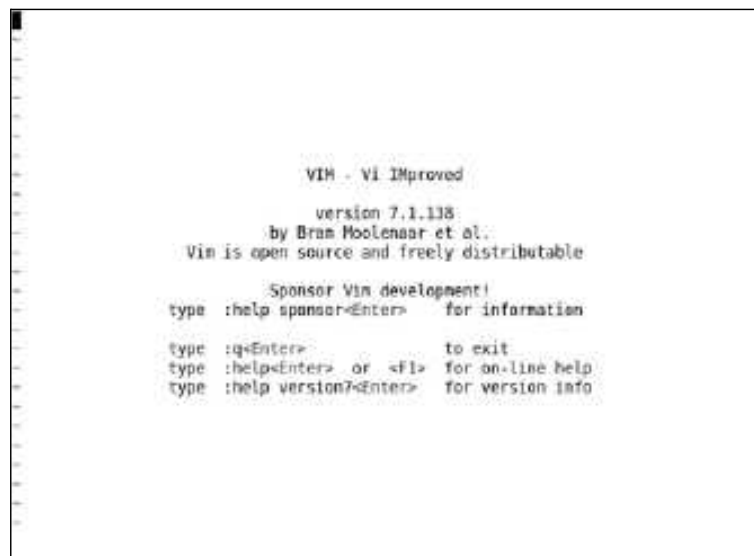 VIM - Vi IMproved
version 7.1.138
by Bram Moolenaar et al.
Vim is open source and freely distributable
Sponsor Vim development!
type :help sponsor<Enter> for information
type :q<Enter> to exit
type :help<Enter> or <F1> for on-line help
type :help version7<Enter> for version info